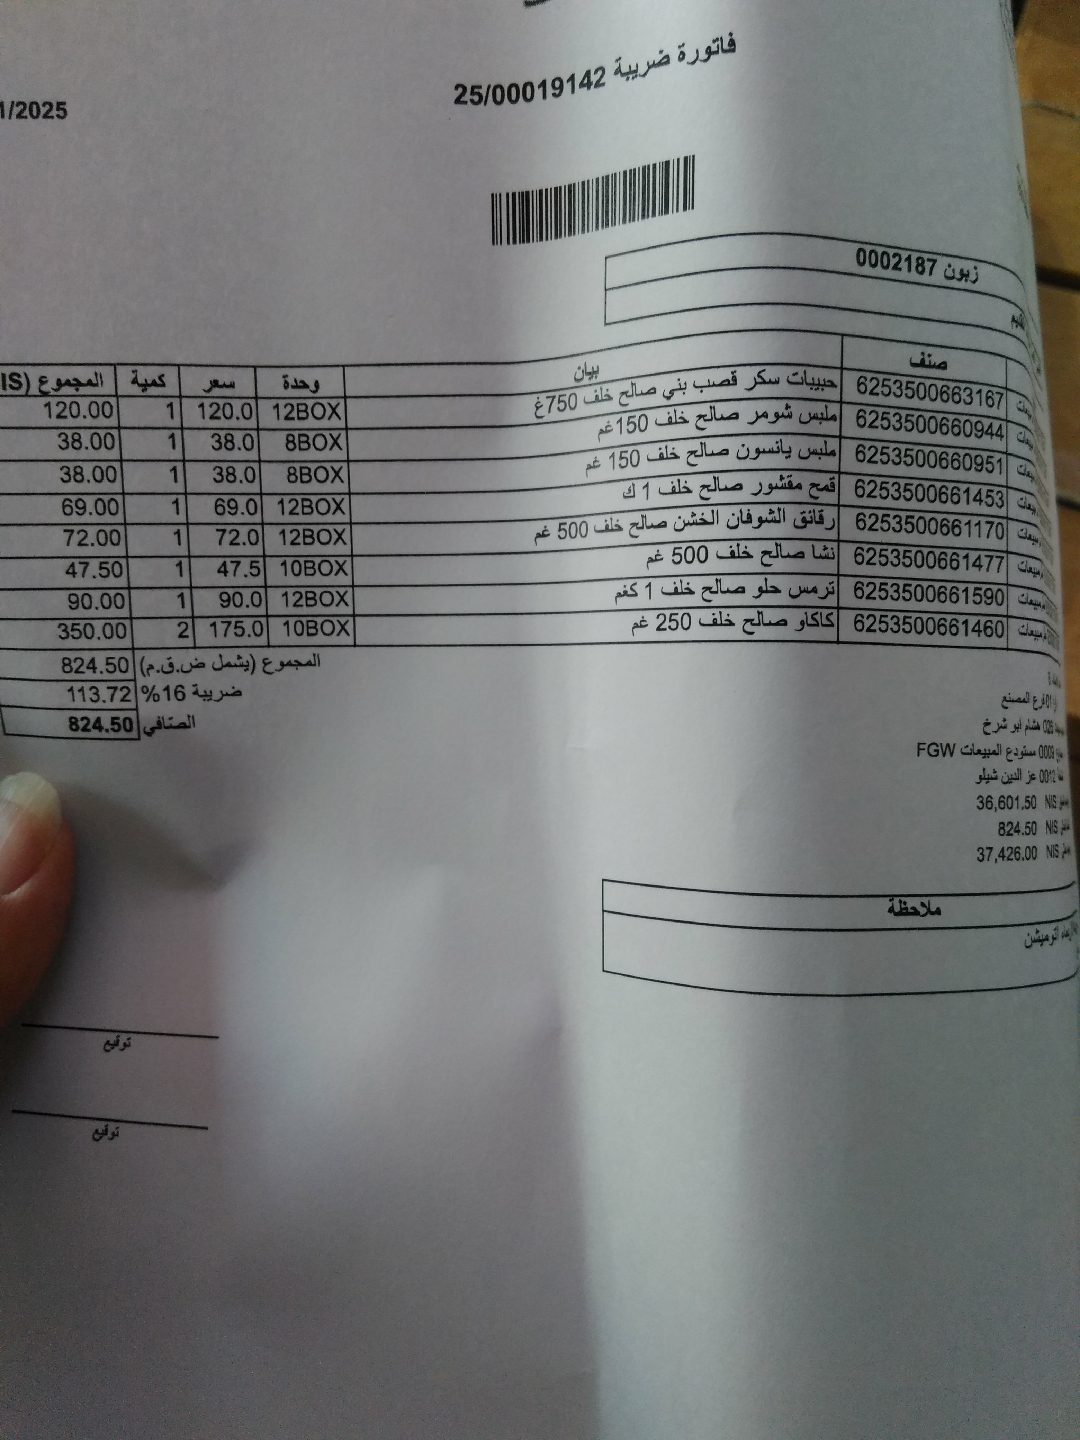 فاتورة ضريبة 25/00019142
1/2025
زبون 0002187
صنف بيان وحدة سعر كمية المجموع (IS
6253500663167 حبيبات سكر قصب بني صالح خلف 750غ 12BOX 120.0 1 120.00
6253500660944 ملبس شومر صالح خلف 150غم 8BOX 38.0 1 38.00
6253500660951 ملبس يانسون صالح خلف 150 غم 8BOX 38.0 1 38.00
6253500661453 قمح مقشور صالح خلف 1 ك 12BOX 69.0 1 69.00
6253500661170 رقائق الشوفان الخشن صالح خلف 500 غم 12BOX 72.0 1 72.00
6253500661477 نشا صالح خلف 500 غم 10BOX 47.5 1 47.50
6253500661590 ترمس حلو صالح خلف 1 كغم 12BOX 90.0 1 90.00
6253500661460 كاكاو صالح خلف 250 غم 10BOX 175.0 2 350.00
المجموع (يشمل ض.ق.م) 824.50
ضريبة 16% 113.72
الصافي 824.50
01 فرع المصنع
026 هشام ابو شرخ
0009 مستودع المبيعات FGW
0012 عز الدين شيلو
NIS 36,601.50
NIS 824.50
NIS 37,426.00
ملاحظة
اتوميشن
توقيع
توقيع